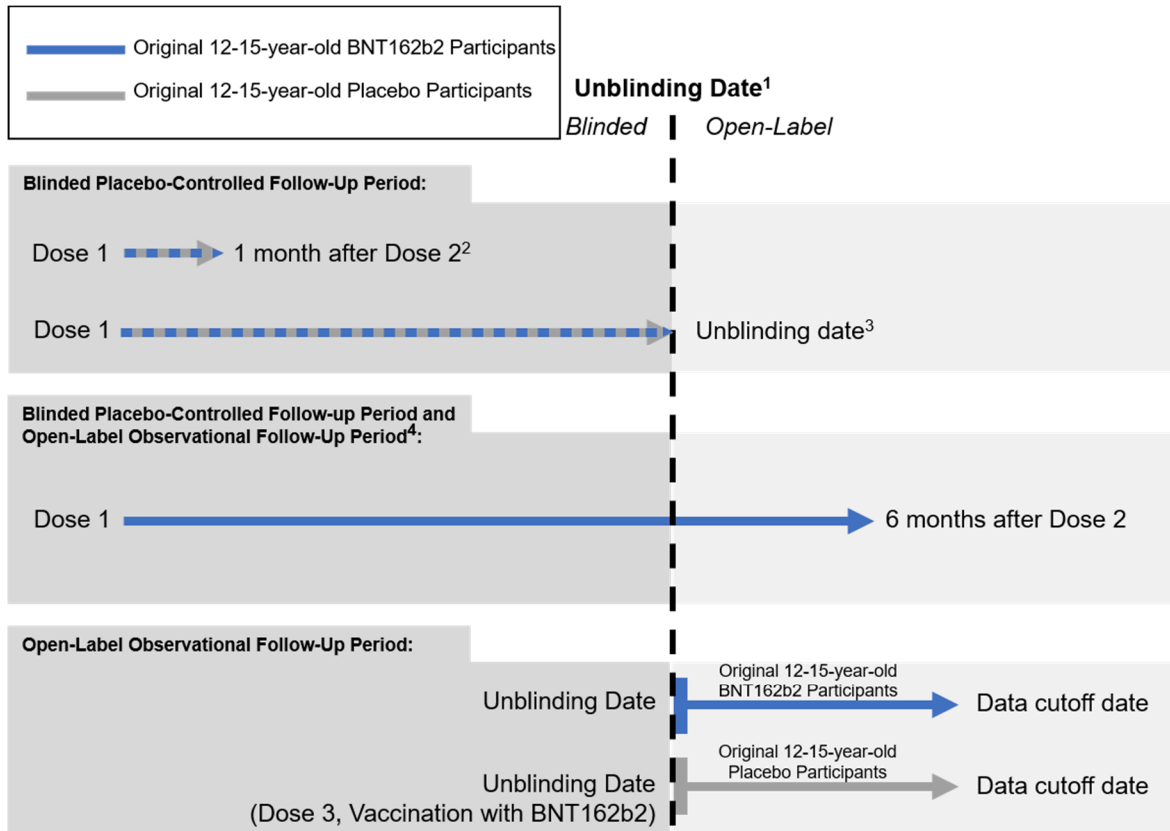 Original 12-15-year-old BNT162b2 Participants
Original 12-15-year-old Placebo Participants
Unblinding Date¹
Blinded
Open-Label
Blinded Placebo-Controlled Follow-Up Period:
Dose 1
1 month after Dose 2²
Dose 1
Unblinding date³
Blinded Placebo-Controlled Follow-up Period and
Open-Label Observational Follow-Up Period⁴:
Dose 1
6 months after Dose 2
Open-Label Observational Follow-Up Period:
Unblinding Date
Original 12-15-year-old
BNT162b2 Participants
Data cutoff date
Unblinding Date
(Dose 3, Vaccination with BNT162b2)
Original 12-15-year-old
Placebo Participants
Data cutoff date